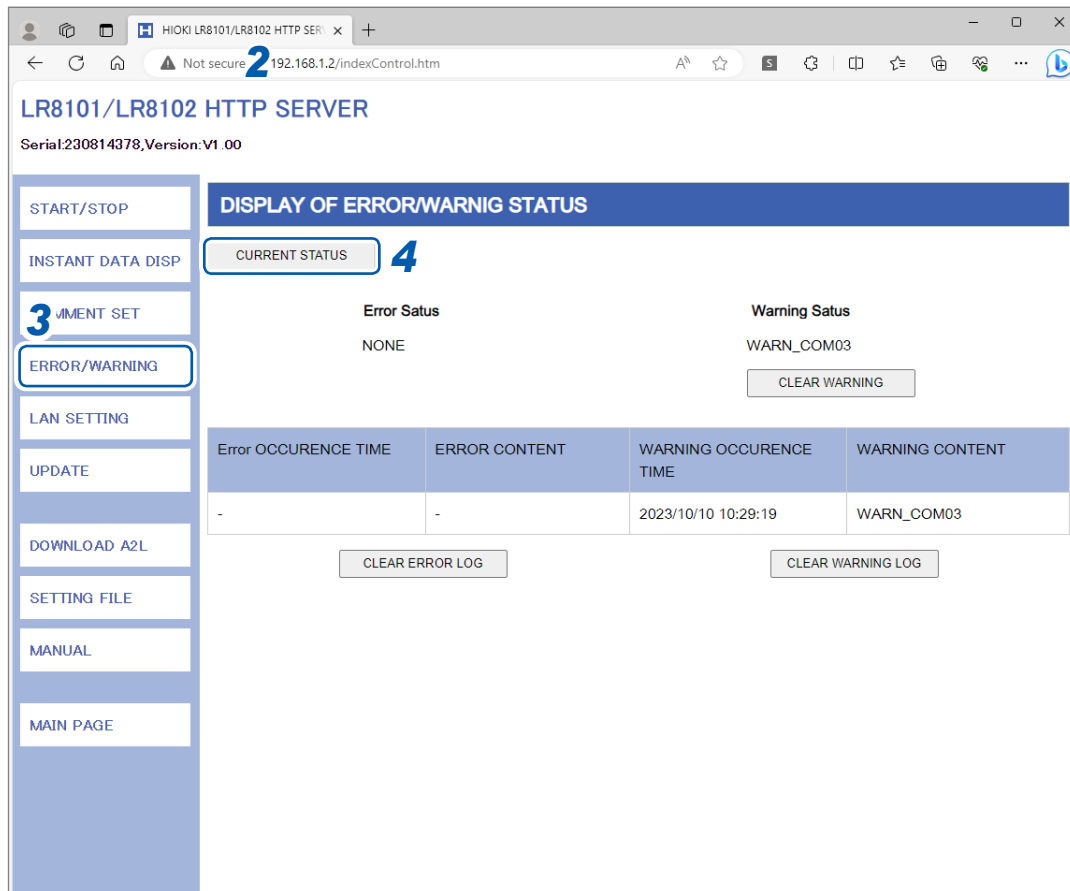 HIOKI LR8101/LR8102 HTTP SER
Not secure 2 192.168.1.2/indexControl.htm
LR8101/LR8102 HTTP SERVER
Serial:230814378,Version:V1.00
START/STOP
INSTANT DATA DISP
3 MMENT SET
ERROR/WARNING
LAN SETTING
UPDATE
DOWNLOAD A2L
SETTING FILE
MANUAL
MAIN PAGE
DISPLAY OF ERROR/WARNIG STATUS
CURRENT STATUS 4
Error Satus Warning Satus
NONE WARN_COM03
CLEAR WARNING
Error OCCURENCE TIME ERROR CONTENT WARNING OCCURENCE TIME WARNING CONTENT
- - 2023/10/10 10:29:19 WARN_COM03
CLEAR ERROR LOG CLEAR WARNING LOG